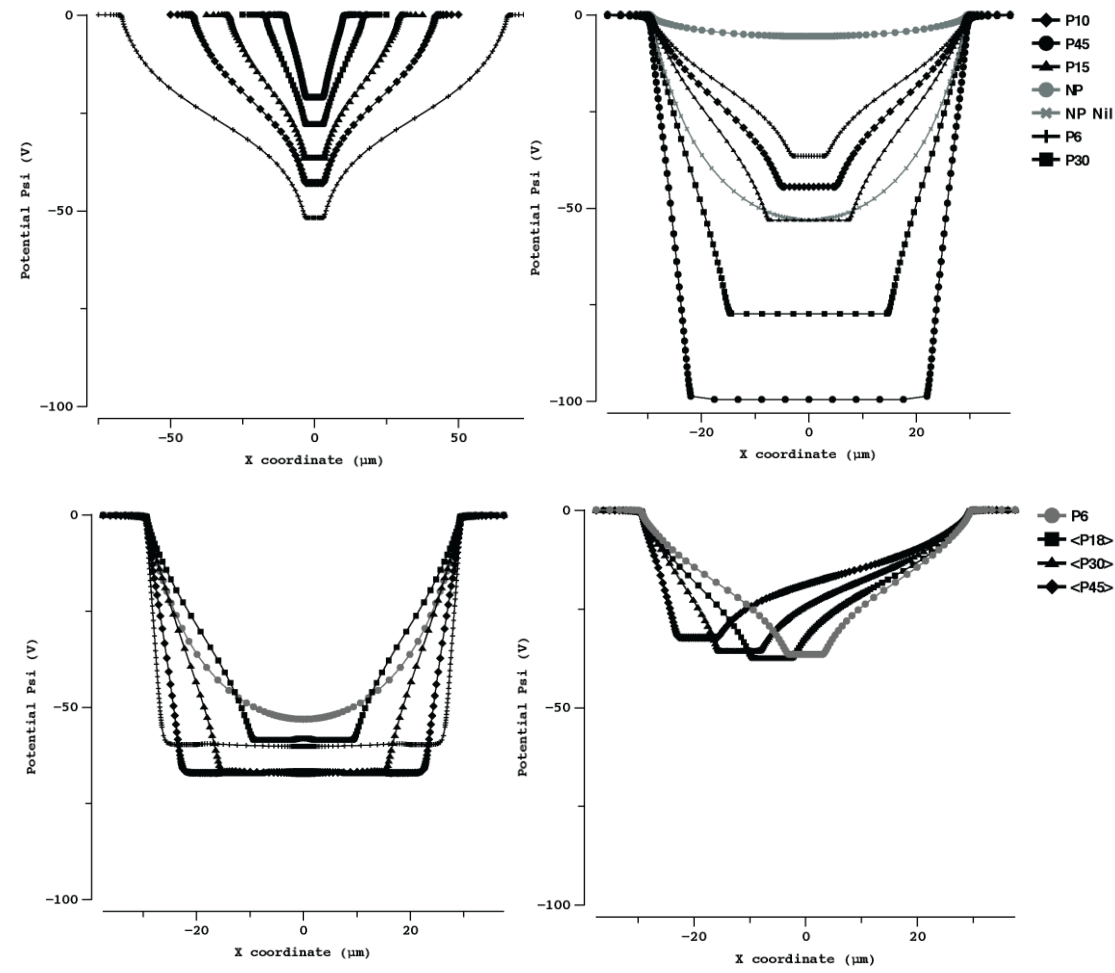 0
−50
−100
Potential Psi (V)
−50
0
50
X coordinate (µm)
0
−50
−100
Potential Psi (V)
−20
0
20
X coordinate (µm)
P10
P45
P15
NP
NP Nil
P6
P30
0
−50
−100
Potential Psi (V)
−20
0
20
X coordinate (µm)
0
−50
−100
Potential Psi (V)
−20
0
20
X coordinate (µm)
P6
<P18>
<P30>
<P45>